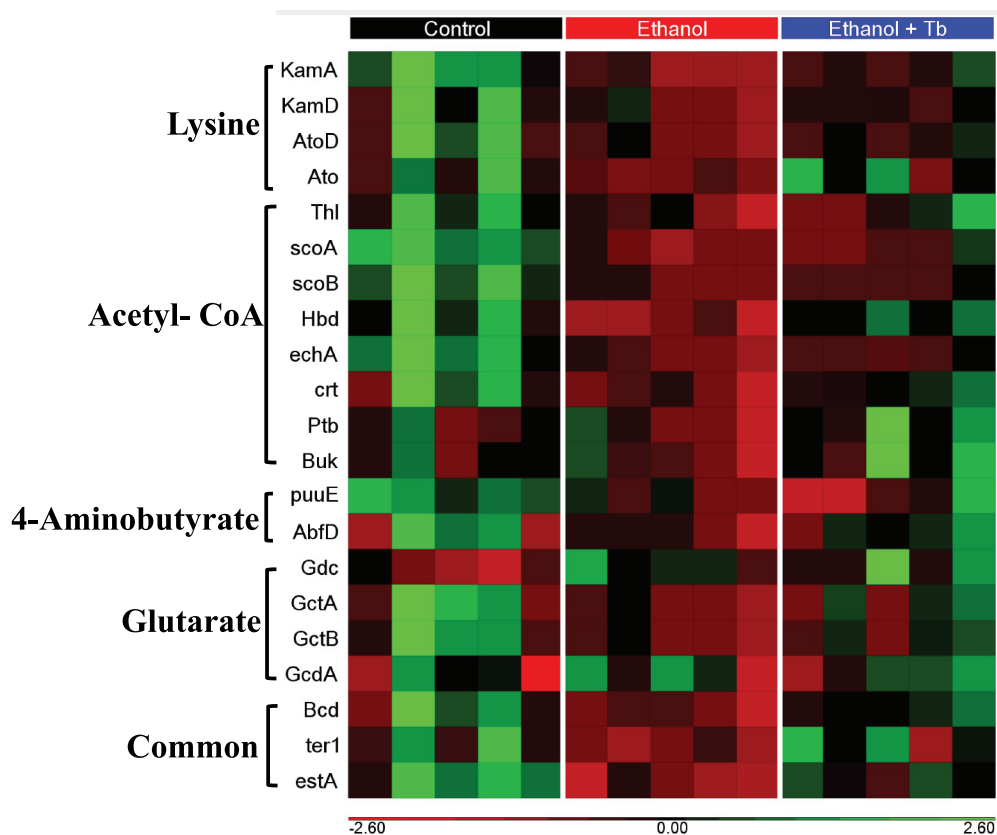 Control Ethanol Ethanol + Tb
Lysine
KamA
KamD
AtoD
Ato
Acetyl- CoA
Thl
scoA
scoB
Hbd
echA
crt
Ptb
Buk
4-Aminobutyrate
puuE
AbfD
Glutarate
Gdc
GctA
GctB
GcdA
Common
Bcd
ter1
estA
-2.60 0.00 2.60